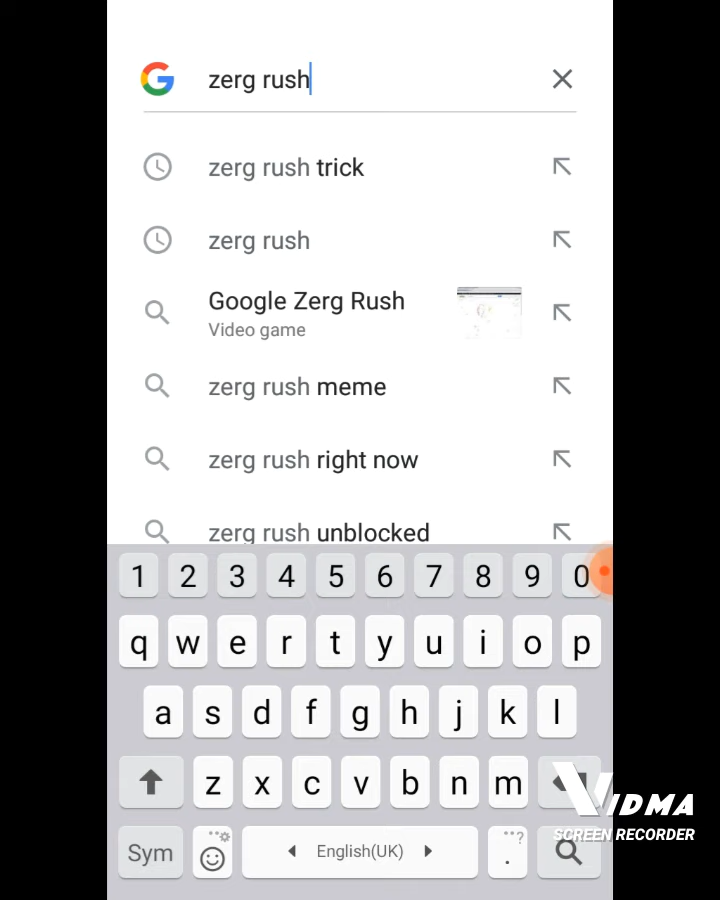 zerg rush
zerg rush trick
zerg rush
Google Zerg Rush
Video game
zerg rush meme
zerg rush right now
zerg rush unblocked
1 2 3 4 5 6 7 8 9 0
q w e r t y u i o p
a s d f g h j k l
z x c v b n m
VIDMA
SCREEN RECORDER
Sym English(UK) .